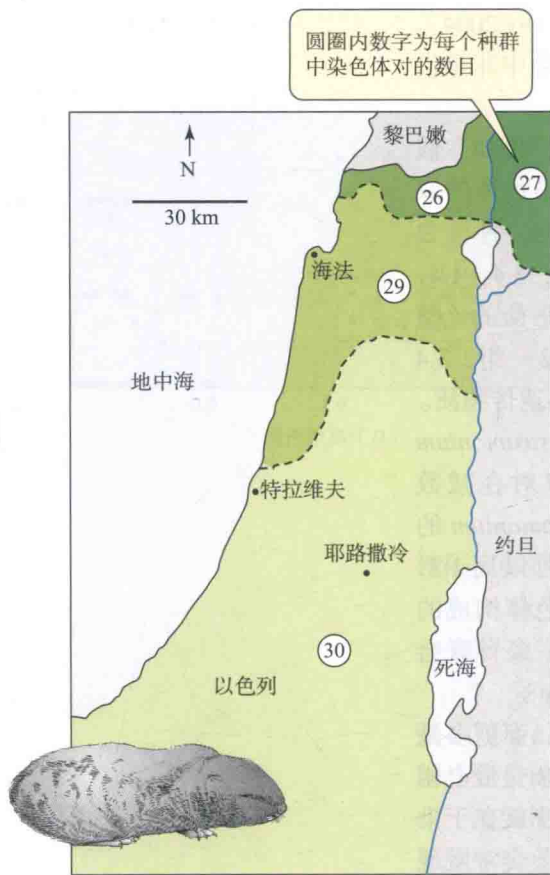 圆圈内数字为每个种群
中染色体对的数目
黎巴嫩
N
27
26
30 km
海法
29
地中海
特拉维夫
约旦
耶路撒冷
30
死海
以色列